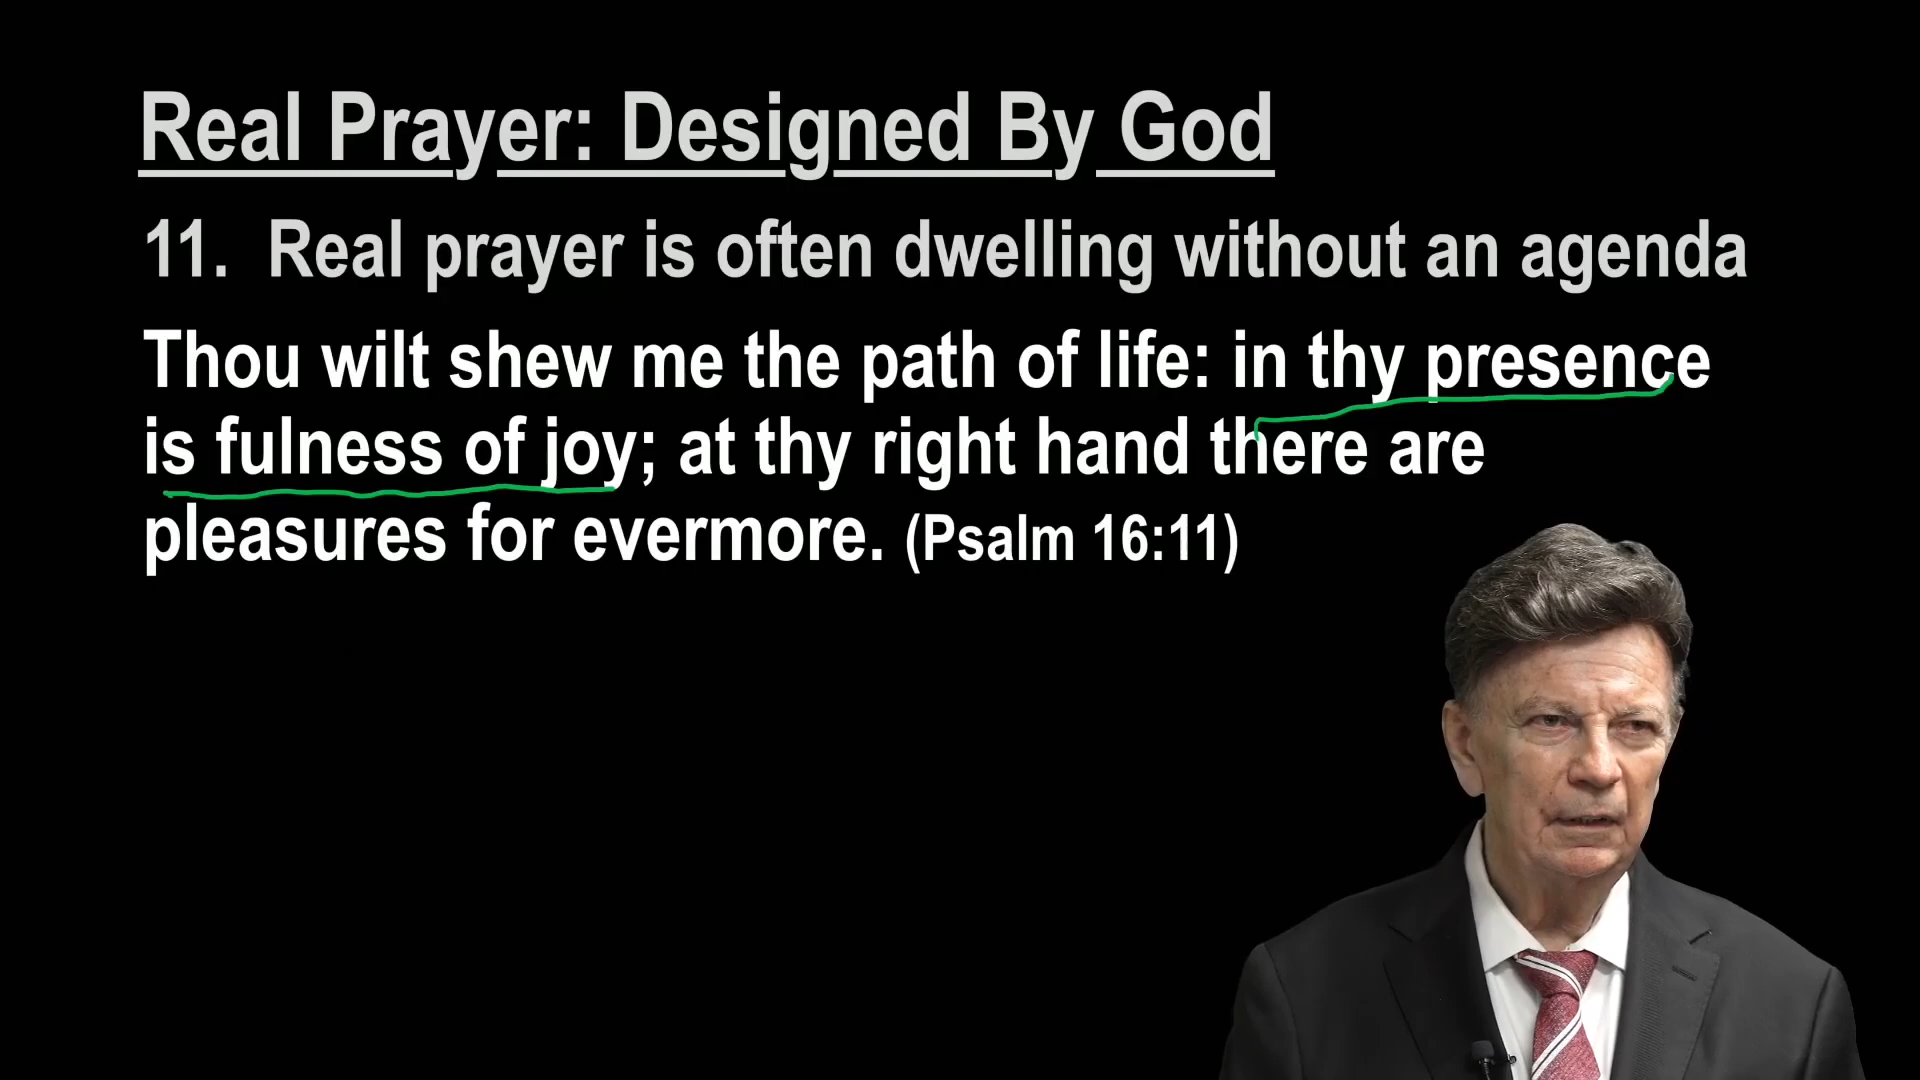 Real Prayer: Designed By God
11. Real prayer is often dwelling without an agenda
Thou wilt shew me the path of life: in thy presence
is fulness of joy; at thy right hand there are
pleasures for evermore. (Psalm 16:11)